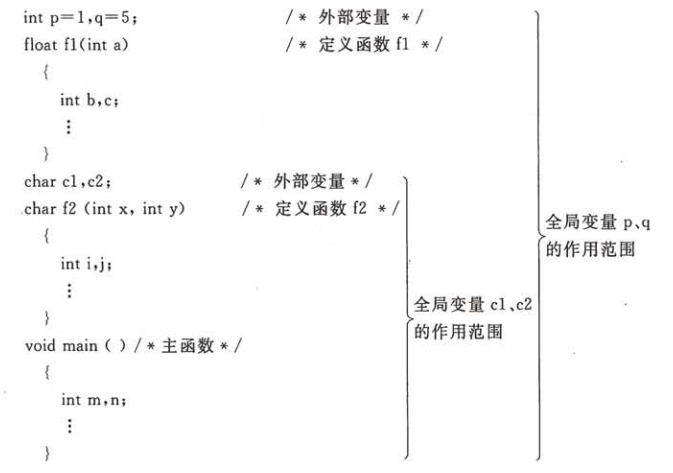 int p=1,q=5; /* 外部变量 */
float f1(int a) /* 定义函数 f1 */
{
int b,c;
⋮
}
char c1,c2; /* 外部变量 */
char f2 (int x, int y) /* 定义函数 f2 */
{
int i,j;
⋮
}
void main ( ) /* 主函数 */
{
int m,n;
⋮
}
全局变量 c1、c2
的作用范围
全局变量 p、q
的作用范围